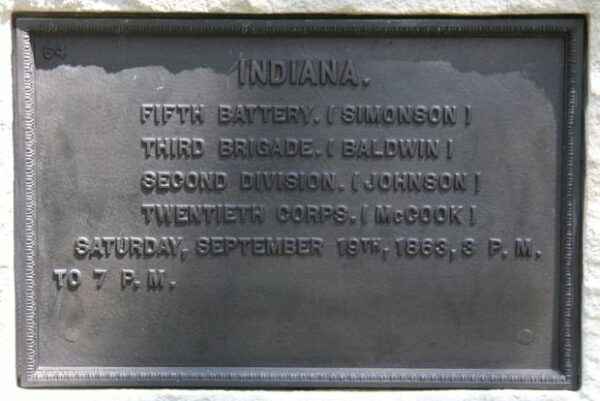 64
INDIANA.
FIFTH BATTERY. (SIMONSON)
THIRD BRIGADE. (BALDWIN)
SECOND DIVISION. (JOHNSON)
TWENTIETH CORPS. (McCOOK)
SATURDAY, SEPTEMBER 19TH, 1863, 3 P. M.
TO 7 P. M.